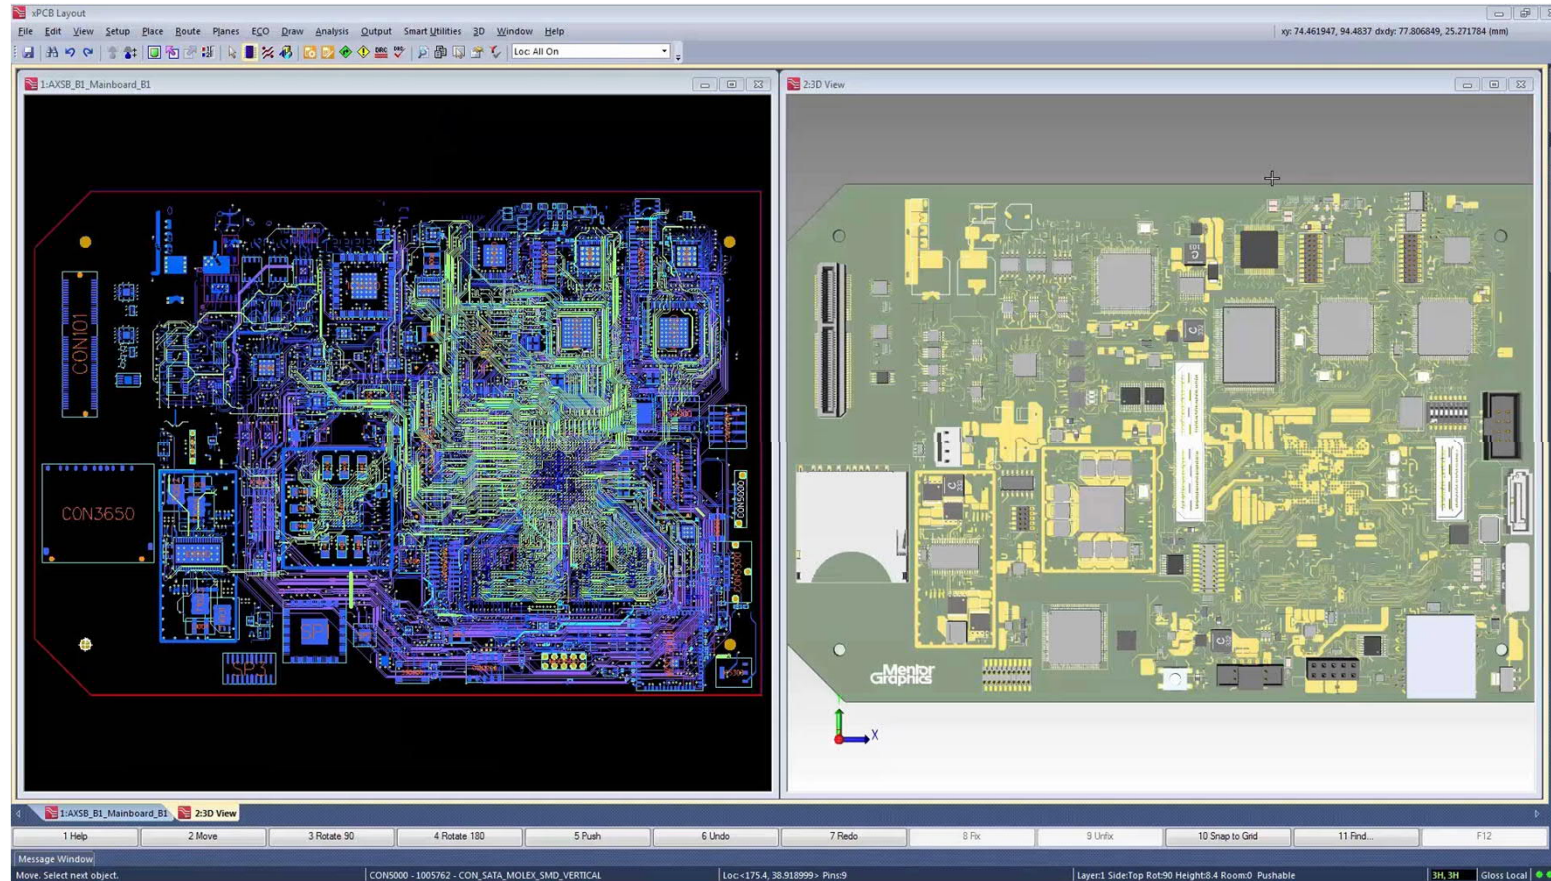 xPCB Layout
File Edit View Setup Place Route Planes ECO Draw Analysis Output Smart Utilities 3D Window Help
xy: 74.461947, 94.4837 dxdy: 77.806849, 25.271784 (mm)
Loc: All On
1:AXSB_B1_Mainboard_B1
2:3D View
CON101
CON3650
CON5000
SP1
Mentor
Graphics
X
1:AXSB_B1_Mainboard_B1
2:3D View
1 Help
2 Move
3 Rotate 90
4 Rotate 180
5 Push
6 Undo
7 Redo
8 Fix
9 Unfix
10 Snap to Grid
11 Find...
F12
Message Window
Move. Select next object.
CON5000 - 1005762 - CON_SATA_MOLEX_SMD_VERTICAL
Loc:<175.4, 38.918999> Pins:9
Layer:1 Side:Top Rot:90 Height:8.4 Room:0 Pushable
3H, 3H
Gloss Local